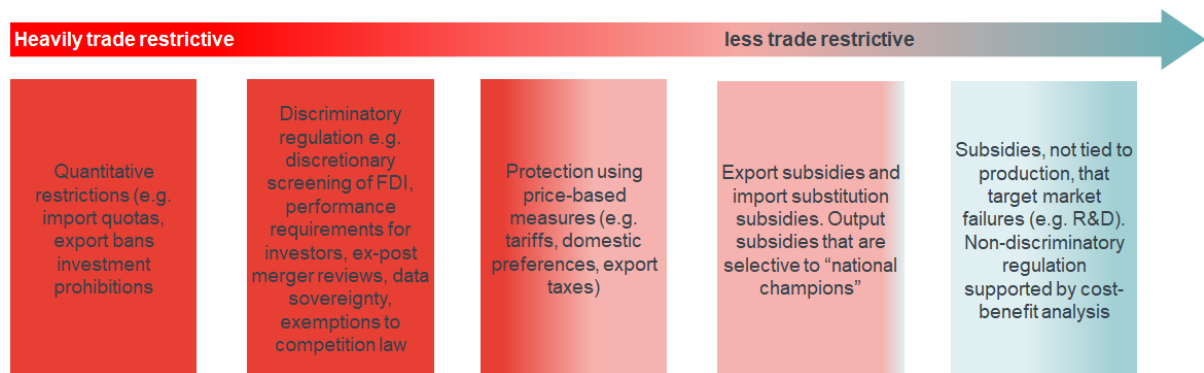 Heavily trade restrictive
less trade restrictive
Quantitative
restrictions (e.g.
import quotas,
export bans
investment
prohibitions
Discriminatory
regulation e.g.
discretionary
screening of FDI,
performance
requirements for
investors, ex-post
merger reviews, data
sovereignty,
exemptions to
competition law
Protection using
price-based
measures (e.g.
tariffs, domestic
preferences, export
taxes)
Export subsidies and
import substitution
subsidies. Output
subsidies that are
selective to “national
champions”
Subsidies, not tied to
production, that
target market
failures (e.g. R&D).
Non-discriminatory
regulation
supported by cost-
benefit analysis